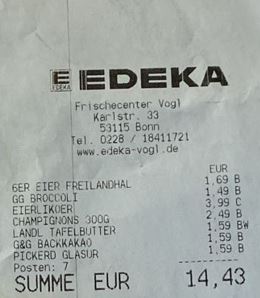 E EDEKA
EDEKA
Frischecenter Vogl
Karlstr. 33
53115 Bonn
Tel. 0228 / 18411721
www.edeka-vogl.de
EUR
6ER EIER FREILANDHAL 1,69 B
GG BROCCOLI 1,49 B
EIERLIKOER 3,99 C
CHAMPIGNONS 300G 2,49 B
LANDL TAFELBUTTER 1,59 BW
G&G BACKKAKAO 1,59 B
PICKERD GLASUR 1,59 B
Posten: 7
SUMME EUR 14,43